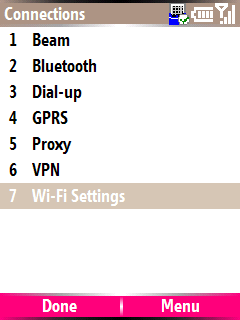 Connections
1 Beam
2 Bluetooth
3 Dial-up
4 GPRS
5 Proxy
6 VPN
7 Wi-Fi Settings
Done Menu